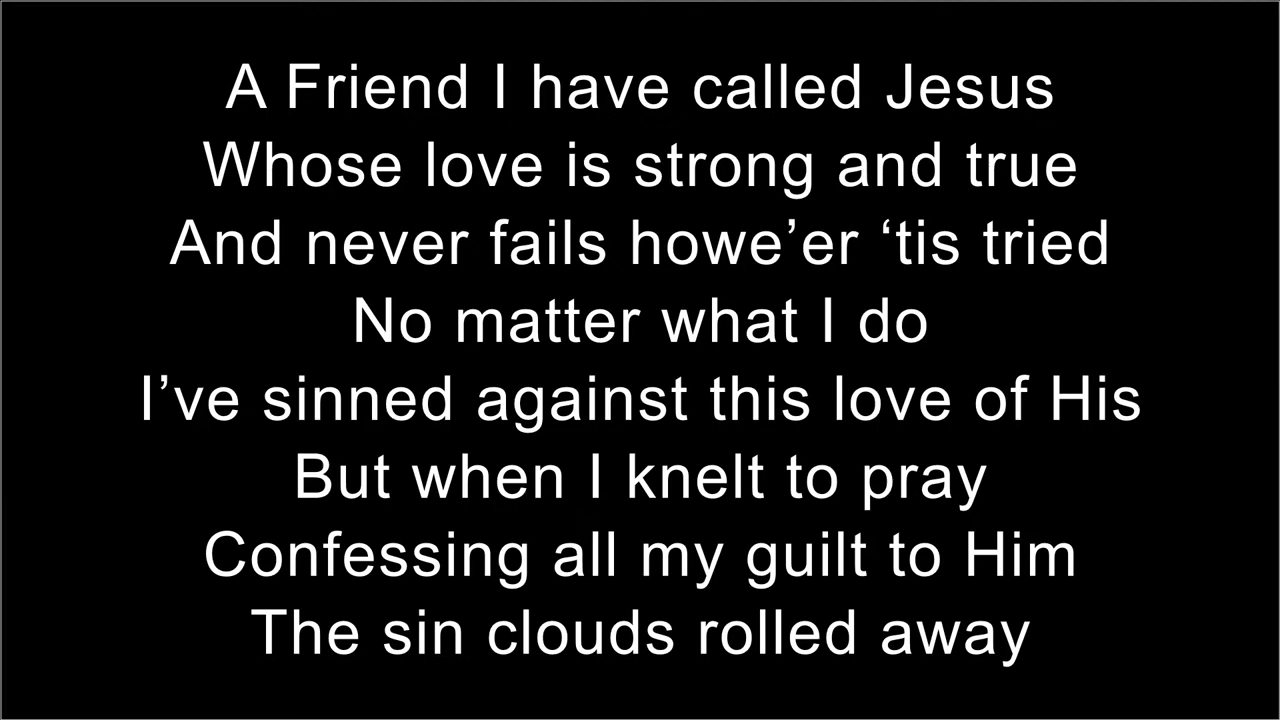 A Friend I have called Jesus
Whose love is strong and true
And never fails howe’er ‘tis tried
No matter what I do
I’ve sinned against this love of His
But when I knelt to pray
Confessing all my guilt to Him
The sin clouds rolled away